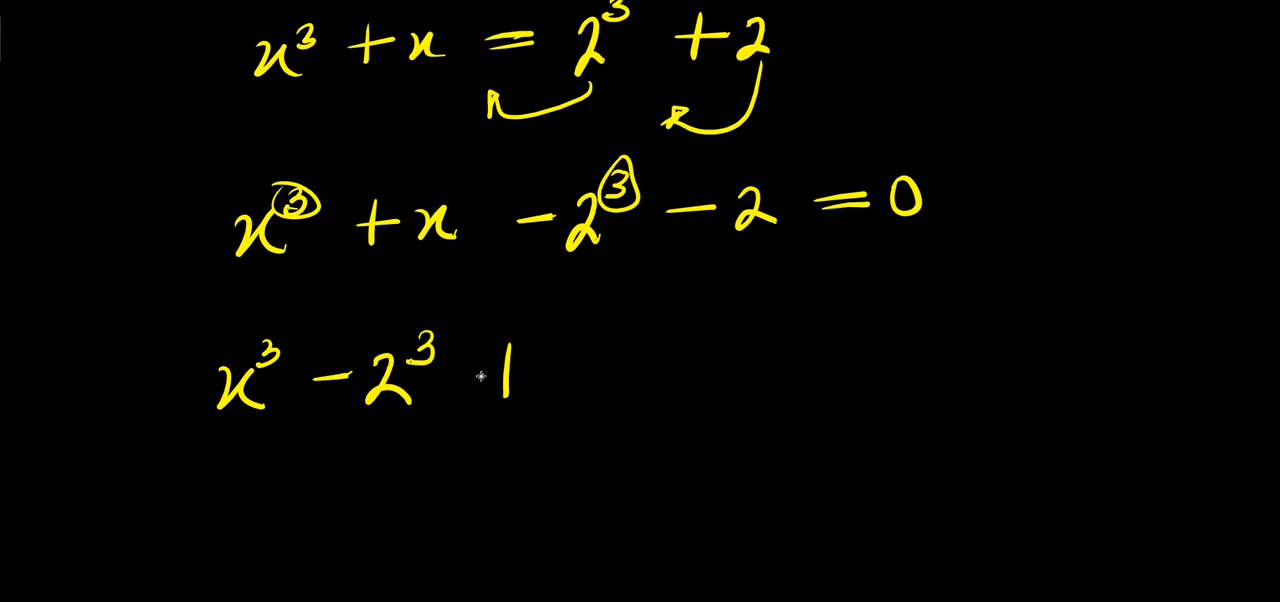 x³ + x = 2³ + 2
x³ + x - 2³ - 2 = 0
x³ - 2³